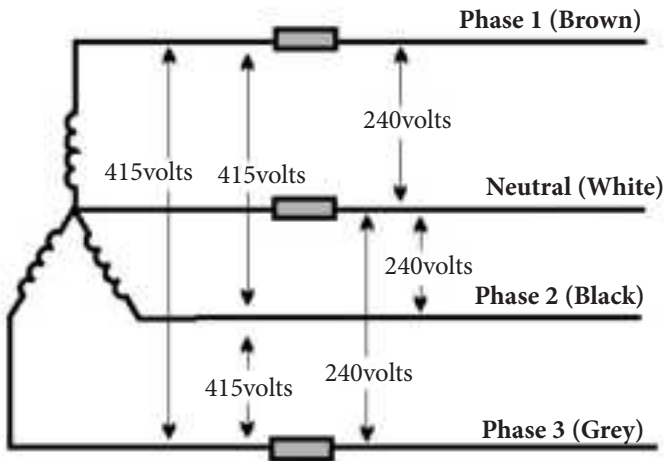 Phase 1 (Brown)
240volts
415volts
415volts
Neutral (White)
240volts
Phase 2 (Black)
240volts
415volts
Phase 3 (Grey)